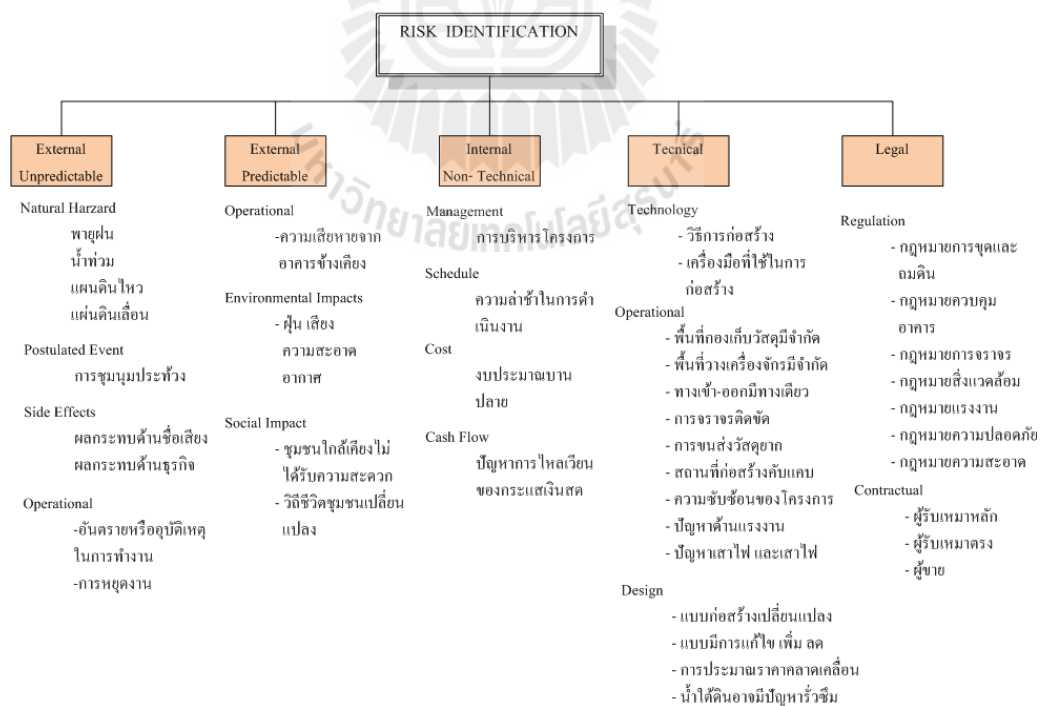 RISK IDENTIFICATION
External
Unpredictable
Natural Harzard
พายุฝน
น้ำท่วม
แผนดินไหว
แผ่นดินเลื่อน
Postulated Event
การชุมนุมประท้วง
Side Effects
ผลกระทบด้านชื่อเสียง
ผลกระทบด้านธุรกิจ
Operational
-อันตรายหรืออุบัติเหตุ
ในการทำงาน
-การหยุดงาน
External
Predictable
Operational
-ความเสียหายจาก
อาคารข้างเคียง
Environmental Impacts
- ฝุ่น เสียง
ความสะอาด
อากาศ
Social Impact
- ชุมชนใกล้เคียงไม่
ได้รับความสะดวก
- วิถีชีวิตชุมชนเปลี่ยน
แปลง
Internal
Non- Technical
Management
การบริหารโครงการ
Schedule
ความล่าช้าในการดำ
เนินงาน
Cost
งบประมาณบาน
ปลาย
Cash Flow
ปัญหาการไหลเวียน
ของกระแสเงินสด
Tecnical
Technology
- วิธีการก่อสร้าง
- เครื่องมือที่ใช้ในการ
ก่อสร้าง
Operational
- พื้นที่กองเก็บวัสดุมีจำกัด
- พื้นที่วางเครื่องจักรมีจำกัด
- ทางเข้า-ออกมีทางเดียว
- การจราจรติดขัด
- การขนส่งวัสดุยาก
- สถานที่ก่อสร้างคับแคบ
- ความซับซ้อนของโครงการ
- ปัญหาด้านแรงงาน
- ปัญหาเสาไฟ และเสาไฟ
Design
- แบบก่อสร้างเปลี่ยนแปลง
- แบบมีการแก้ไข เพิ่ม ลด
- การประมาณราคาคลาดเคลื่อน
- น้ำใต้ดินอาจมีปัญหารั่วซึม
Legal
Regulation
- กฎหมายการขุดและ
ถมดิน
- กฎหมายควบคุม
อาคาร
- กฎหมายการจราจร
- กฎหมายสิ่งแวดล้อม
- กฎหมายแรงงาน
- กฎหมายความปลอดภัย
- กฎหมายความสะอาด
Contractual
- ผู้รับเหมาหลัก
- ผู้รับเหมาตรง
- ผู้ขาย
มหาวิทยาลัยเทคโนโลยีสุรนารี